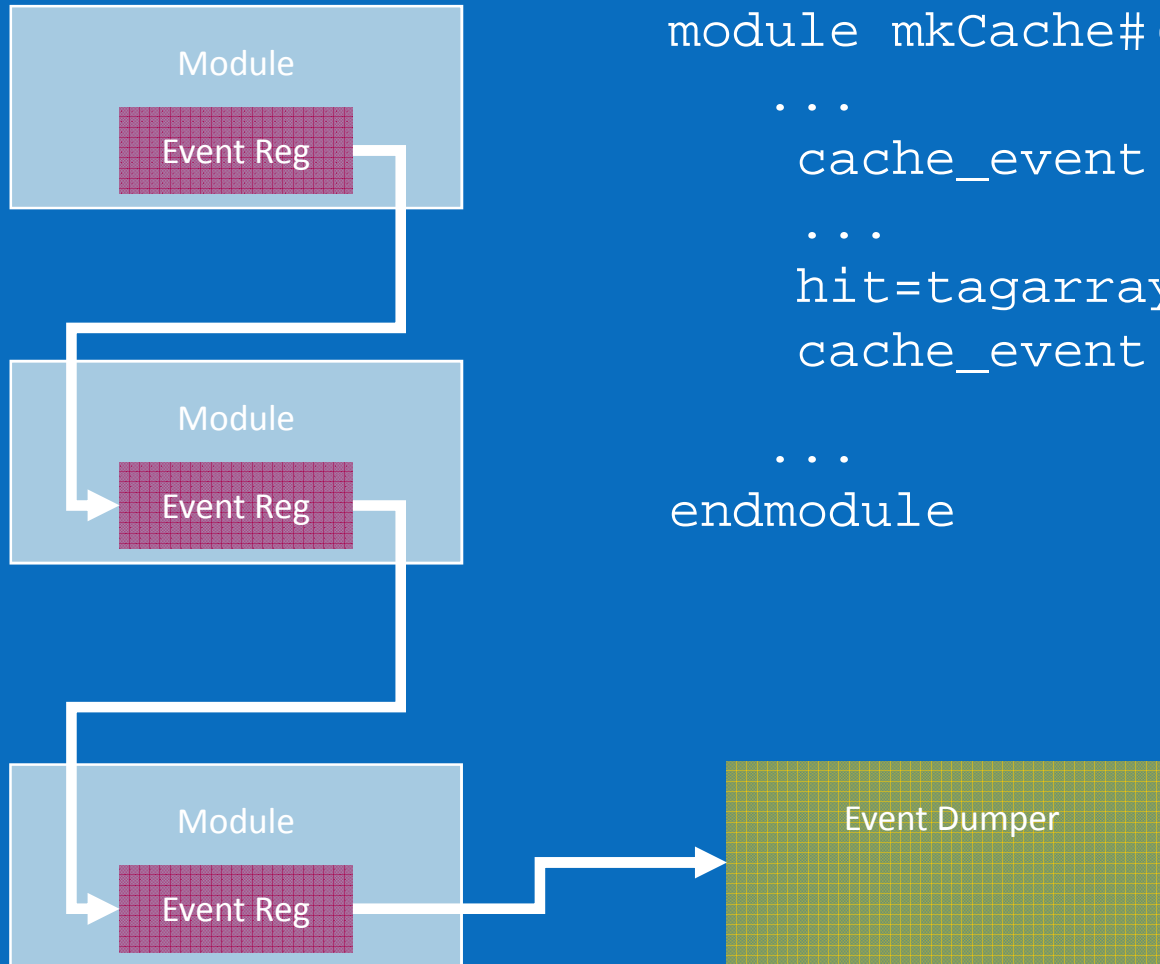 Module
Event Reg
Module
Event Reg
Module
Event Reg
module mkCache#(
...
cache_event
...
hit=tagarray
cache_event
...
endmodule
Event Dumper